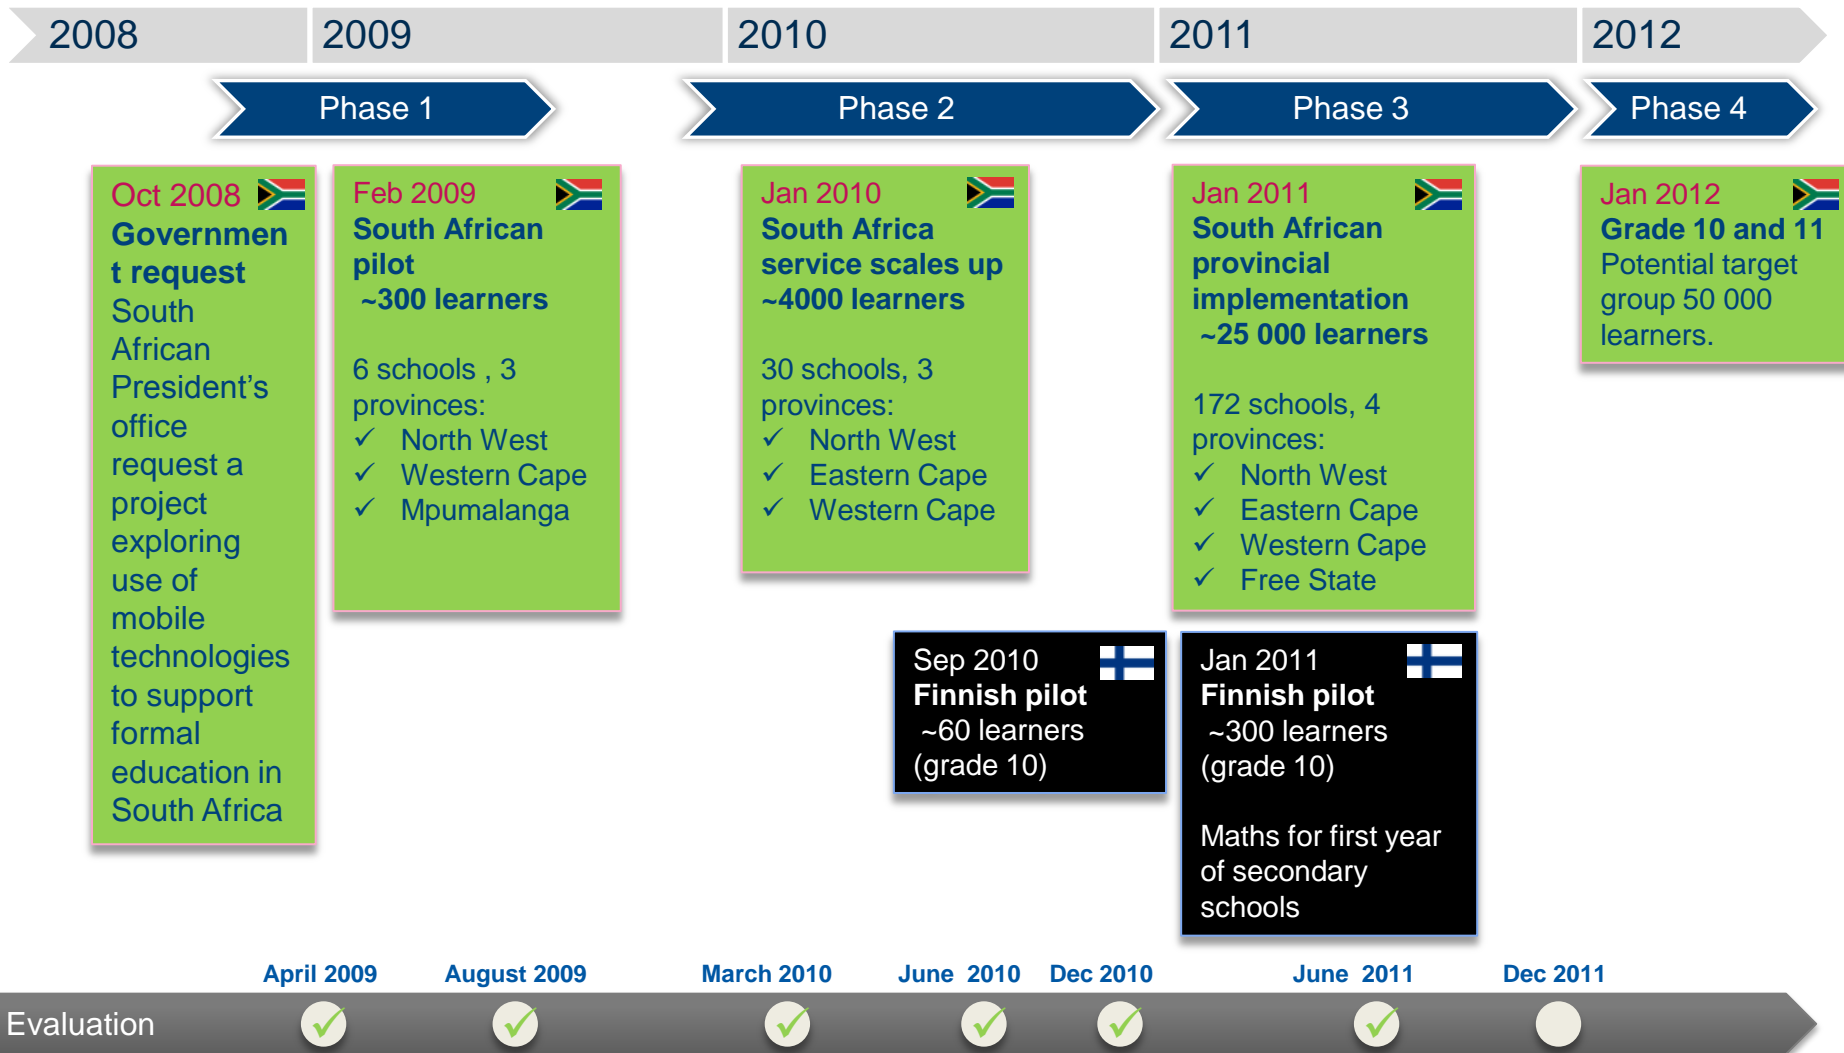 2008
2009
2010
2011
2012
Phase 1
Phase 2
Phase 3
Phase 4
Oct 2008
Governmen
t request
South
African
President’s
office
request a
project
exploring
use of
mobile
technologies
to support
formal
education in
South Africa
Feb 2009
South African
pilot
~300 learners
6 schools , 3
provinces:
✓ North West
✓ Western Cape
✓ Mpumalanga
Jan 2010
South Africa
service scales up
~4000 learners
30 schools, 3
provinces:
✓ North West
✓ Eastern Cape
✓ Western Cape
Jan 2011
South African
provincial
implementation
~25 000 learners
172 schools, 4
provinces:
✓ North West
✓ Eastern Cape
✓ Western Cape
✓ Free State
Jan 2012
Grade 10 and 11
Potential target
group 50 000
learners.
Sep 2010
Finnish pilot
~60 learners
(grade 10)
Jan 2011
Finnish pilot
~300 learners
(grade 10)
Maths for first year
of secondary
schools
April 2009
August 2009
March 2010
June 2010
Dec 2010
June 2011
Dec 2011
Evaluation